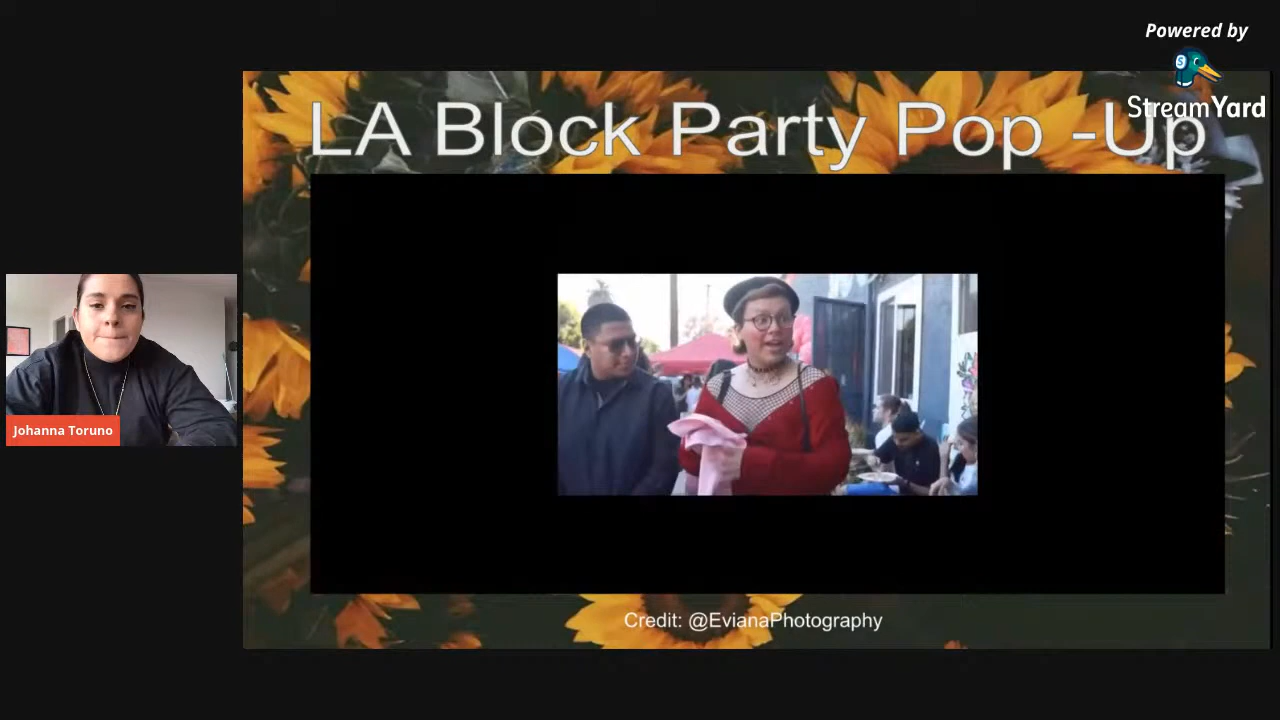 Powered by
StreamYard
LA Block Party Pop -Up
Johanna Toruno
Credit: @EvianaPhotography